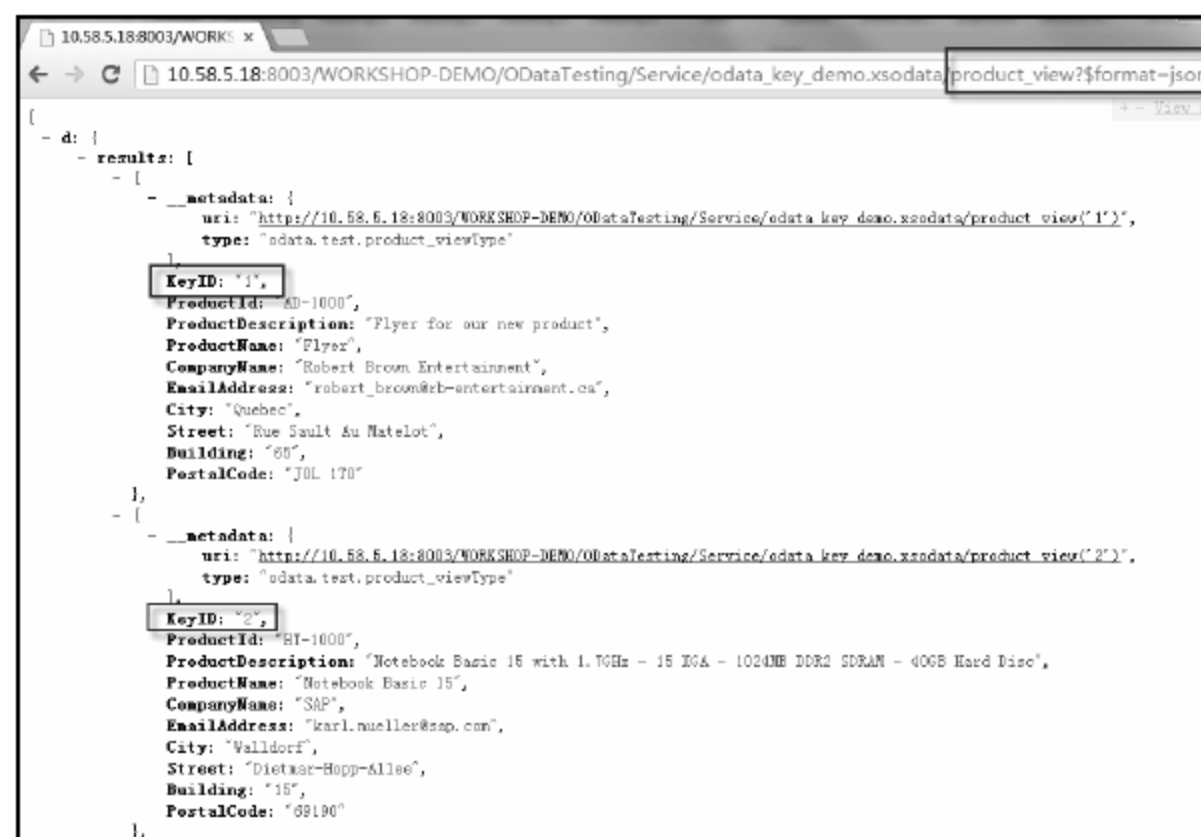 10.58.5.18:8003/WORKS ×
10.58.5.18:8003/WORKSHOP-DEMO/ODataTesting/Service/odata_key_demo.xsodata/product_view?$format=json
+ - View
[
- d: {
- results: [
- [
- __metadata: {
uri: "http://10.58.5.18:8003/WORKSHOP-DEMO/ODataTesting/Service/odata_key_demo.xsodata/product_view('1')",
type: "odata.test.product_viewType"
},
KeyID: "1",
ProductId: "AD-1000",
ProductDescription: "Flyer for our new product",
ProductName: "Flyer",
CompanyName: "Robert Brown Entertainment",
EmailAddress: "robert_brown@rb-entertainment.ca",
City: "Quebec",
Street: "Rue Sault Au Matelot",
Building: "65",
PostalCode: "J0L 1T0"
},
- [
- __metadata: {
uri: "http://10.58.5.18:8003/WORKSHOP-DEMO/ODataTesting/Service/odata_key_demo.xsodata/product_view('2')",
type: "odata.test.product_viewType"
},
KeyID: "2",
ProductId: "HT-1000",
ProductDescription: "Notebook Basic 15 with 1.7GHz - 15 XGA - 1024MB DDR2 SDRAM - 40GB Hard Disc",
ProductName: "Notebook Basic 15",
CompanyName: "SAP",
EmailAddress: "karl.mueller@sap.com",
City: "Walldorf",
Street: "Dietmar-Hopp-Allee",
Building: "15",
PostalCode: "69190"
},